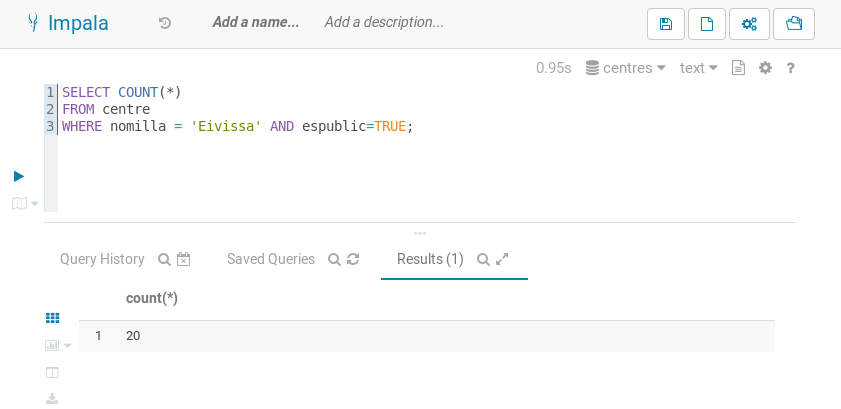 Impala Add a name... Add a description...
0.95s centres text ?
1 SELECT COUNT(*)
2 FROM centre
3 WHERE nomilla = 'Eivissa' AND espublic=TRUE;
Query History Saved Queries Results (1)
count(*)
1 20